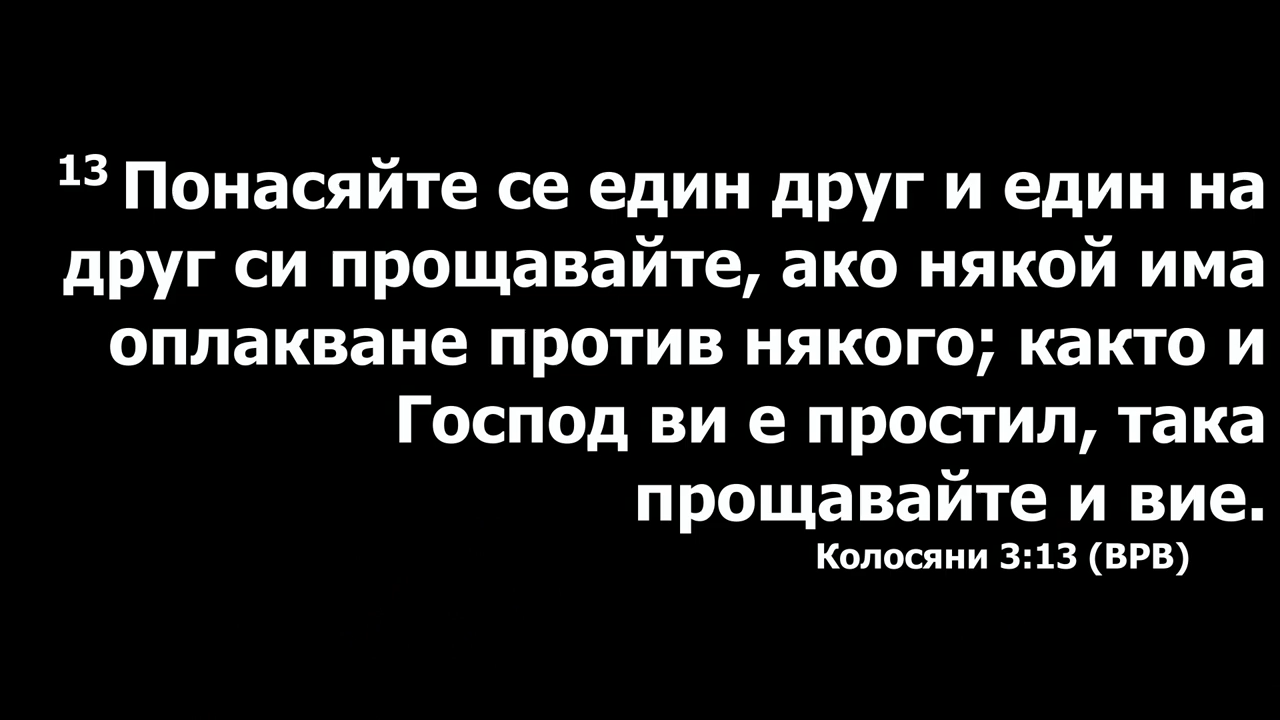 13 Понасяйте се един друг и един на
друг си прощавайте, ако някой има
оплакване против някого; както и
Господ ви е простил, така
прощавайте и вие.
Колосяни 3:13 (ВРВ)